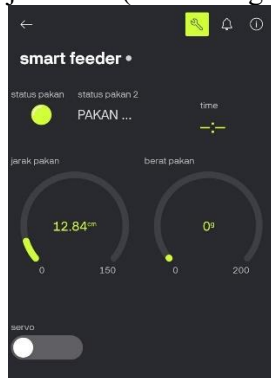 smart feeder
status pakan status pakan 2
time
PAKAN ...
--:--
jarak pakan berat pakan
12.84cm 0g
0 150 0 200
servo